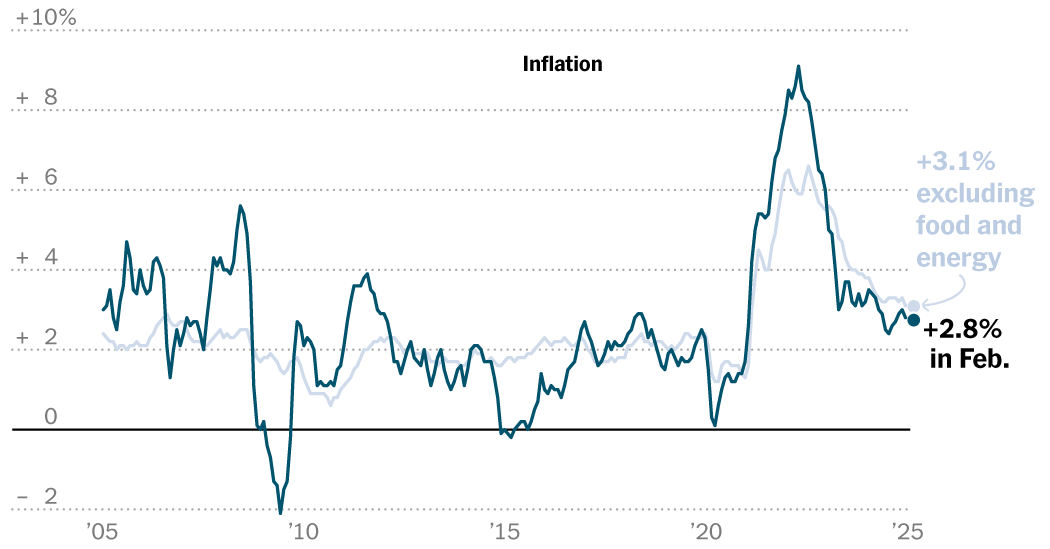 +10%
Inflation
+ 8
+ 6
+3.1%
excluding
food and
energy
+ 4
+ 2
+2.8%
in Feb.
0
− 2
’05
’10
’15
’20
’25